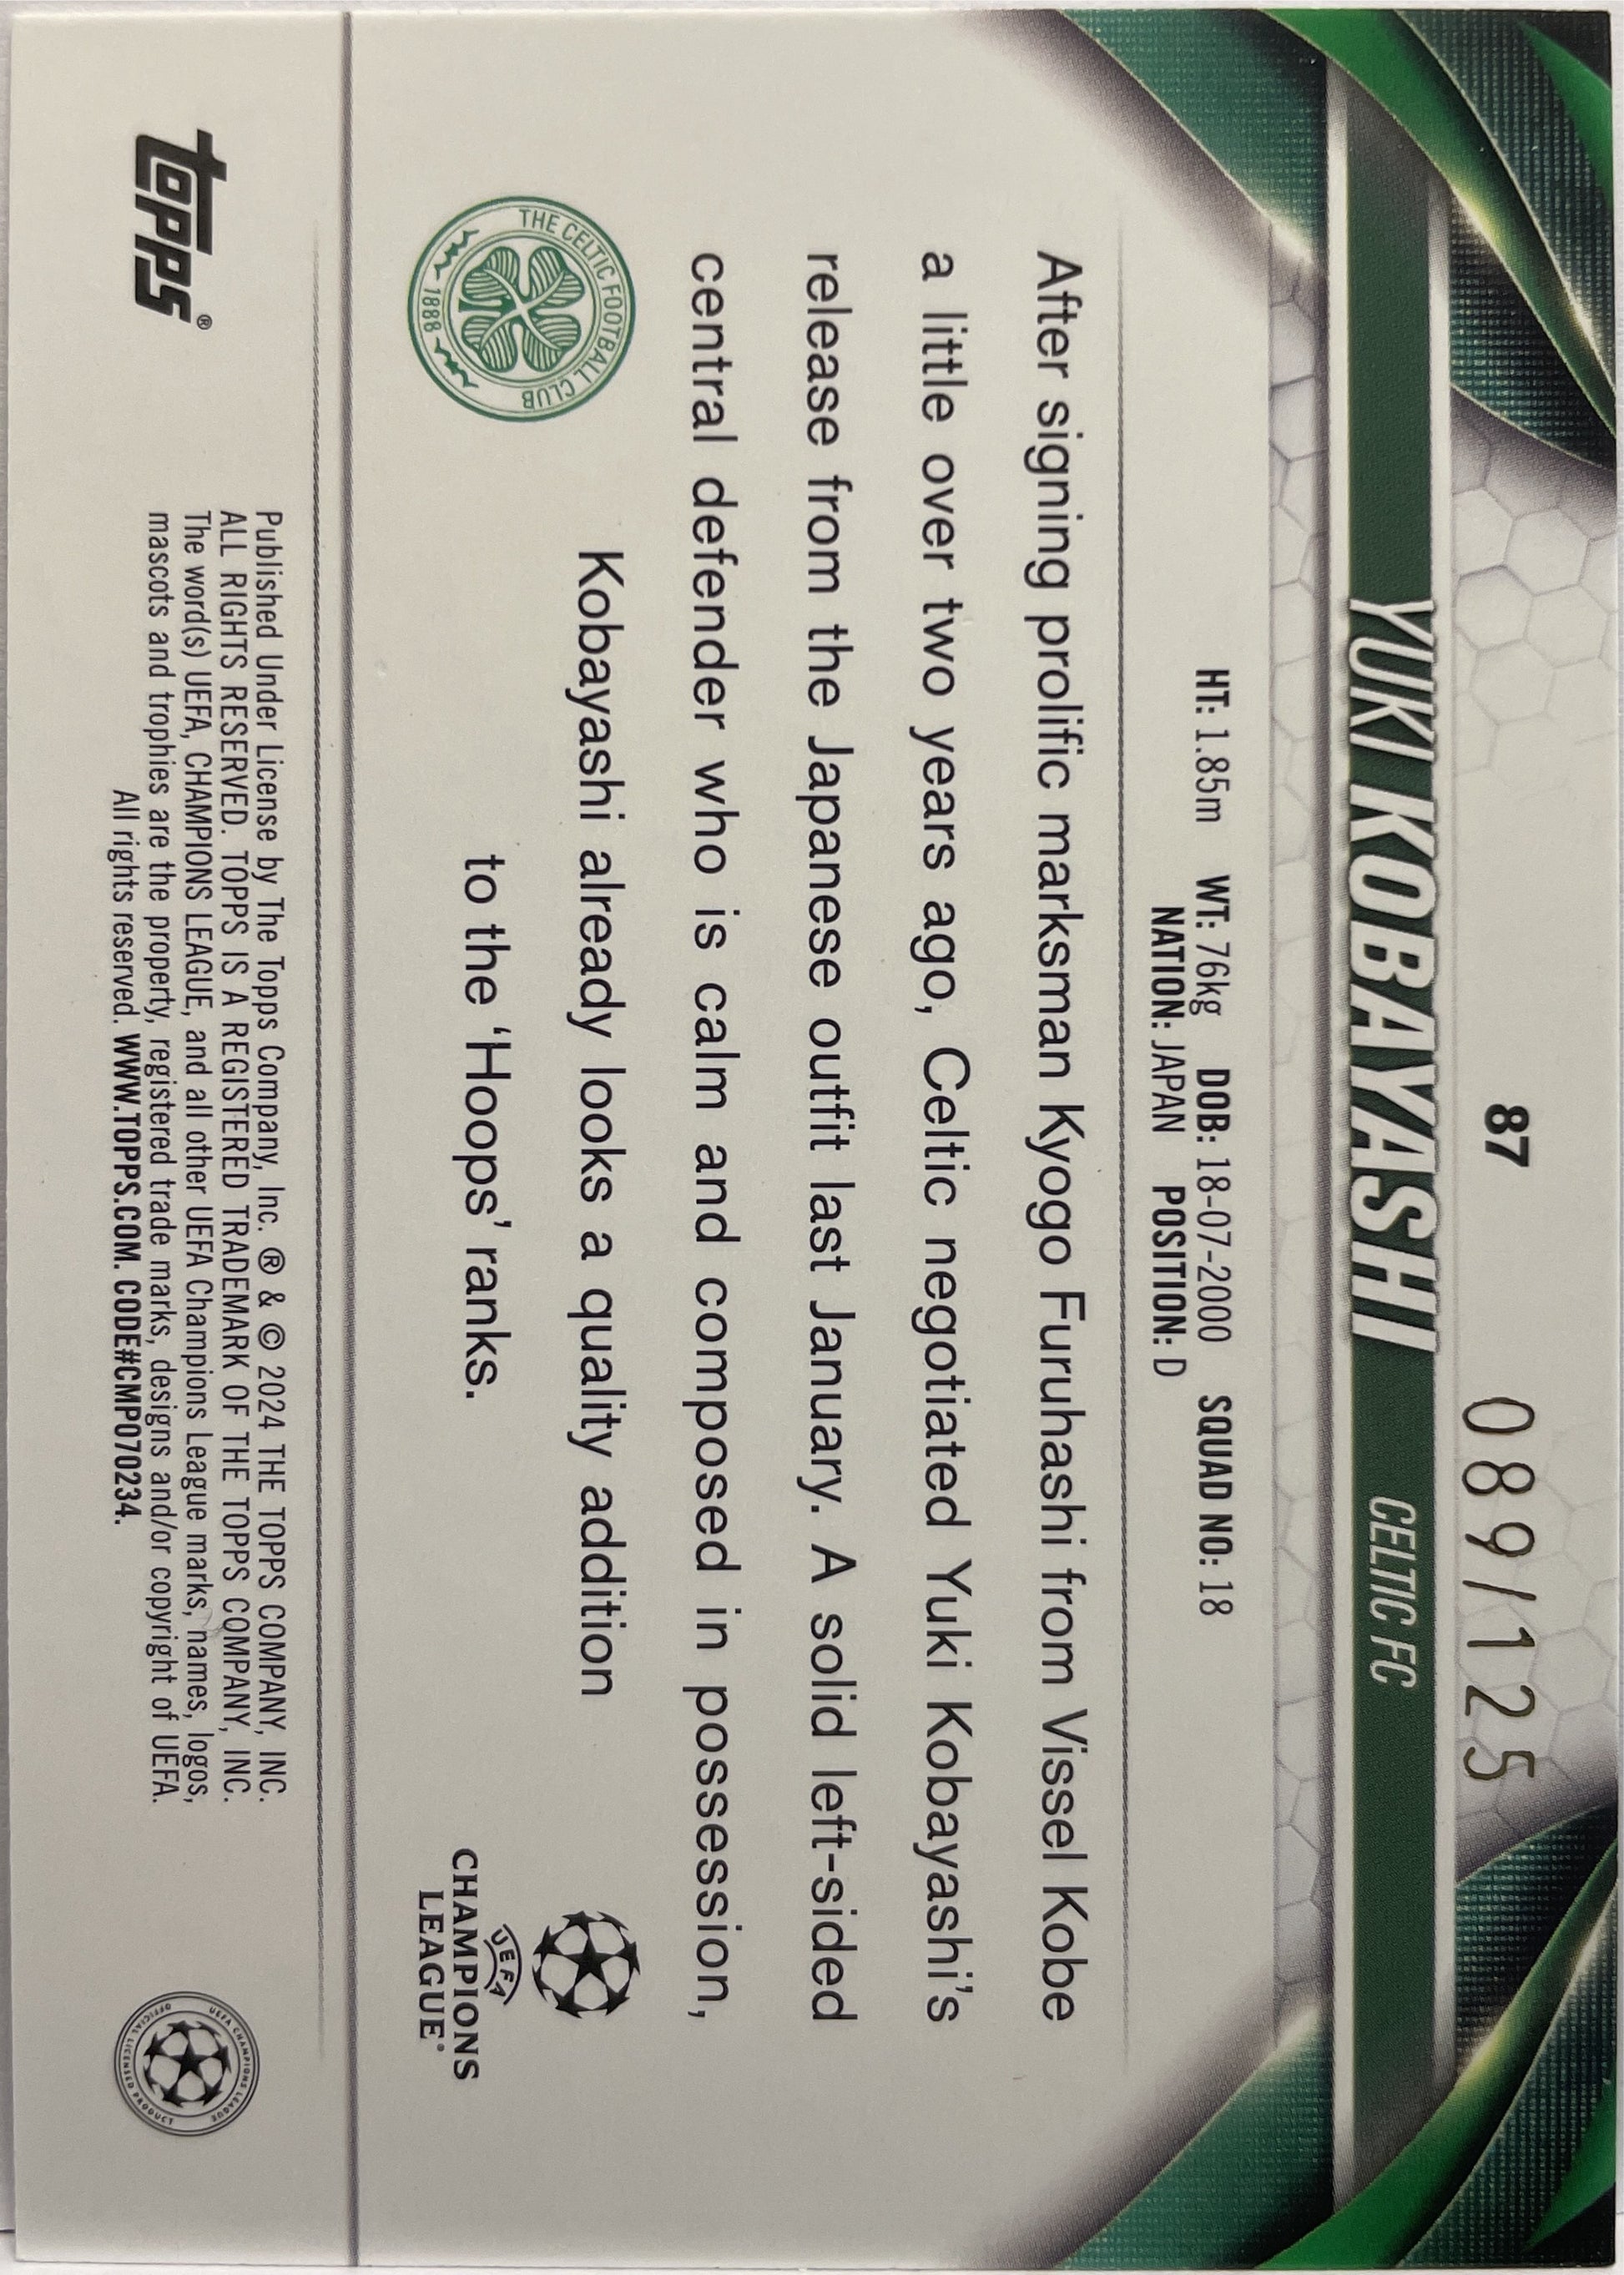 87
089/125
YUKI KOBAYASHI CELTIC FC
HT: 1.85m WT: 76kg DOB: 18-07-2000 SQUAD NO: 18
NATION: JAPAN POSITION: D
After signing prolific marksman Kyogo Furuhashi from Vissel Kobe
a little over two years ago, Celtic negotiated Yuki Kobayashi's
release from the Japanese outfit last January. A solid left-sided
central defender who is calm and composed in possession,
Kobayashi already looks a quality addition
to the ‘Hoops’ ranks.
THE CELTIC FOOTBALL CLUB
1888
UEFA
CHAMPIONS
LEAGUE®
topps®
Published Under License by The Topps Company, Inc. ® & © 2024 THE TOPPS COMPANY, INC.
ALL RIGHTS RESERVED. TOPPS IS A REGISTERED TRADEMARK OF THE TOPPS COMPANY, INC.
The word(s) UEFA, CHAMPIONS LEAGUE, and all other UEFA Champions League marks, names, logos,
mascots and trophies are the property, registered trade marks, designs and/or copyright of UEFA.
All rights reserved. WWW.TOPPS.COM. CODE#CMP070234.
UEFA CHAMPIONS LEAGUE
OFFICIAL LICENSED PRODUCT